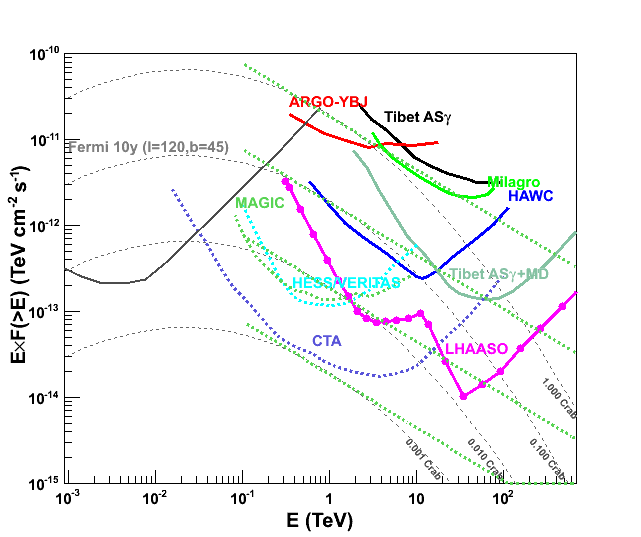 10⁻¹⁰
ARGO-YBJ
Tibet ASγ
10⁻¹¹
Fermi 10y (l=120,b=45)
Milagro
HAWC
MAGIC
10⁻¹²
Tibet ASγ+MD
HESS/VERITAS
10⁻¹³
CTA
LHAASO
10⁻¹⁴
0.001 Crab
0.010 Crab
0.100 Crab
1.000 Crab
10⁻¹⁵
E×F(>E) (TeV cm⁻² s⁻¹)
10⁻³
10⁻²
10⁻¹
1
10
10²
E (TeV)